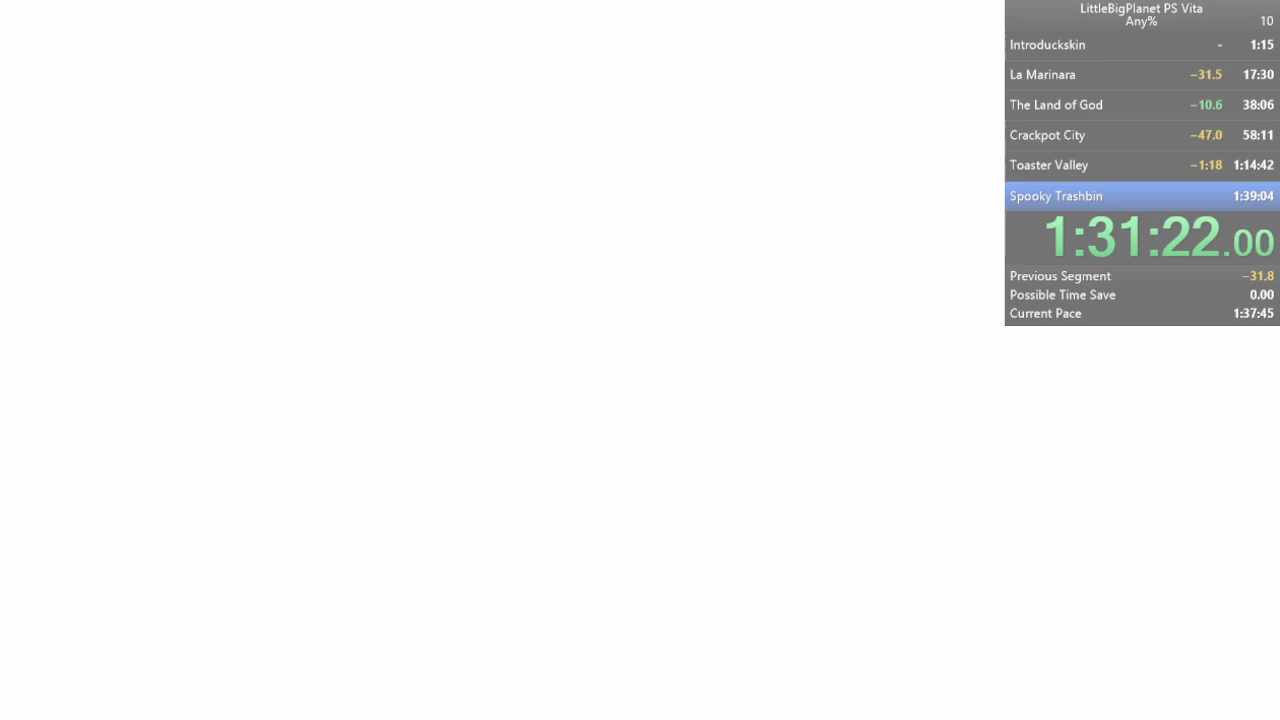 LittleBigPlanet PS Vita
Any% 10
Introduckskin - 1:15
La Marinara −31.5 17:30
The Land of God −10.6 38:06
Crackpot City −47.0 58:11
Toaster Valley −1:18 1:14:42
Spooky Trashbin 1:39:04
1:31:22.00
Previous Segment −31.8
Possible Time Save 0.00
Current Pace 1:37:45